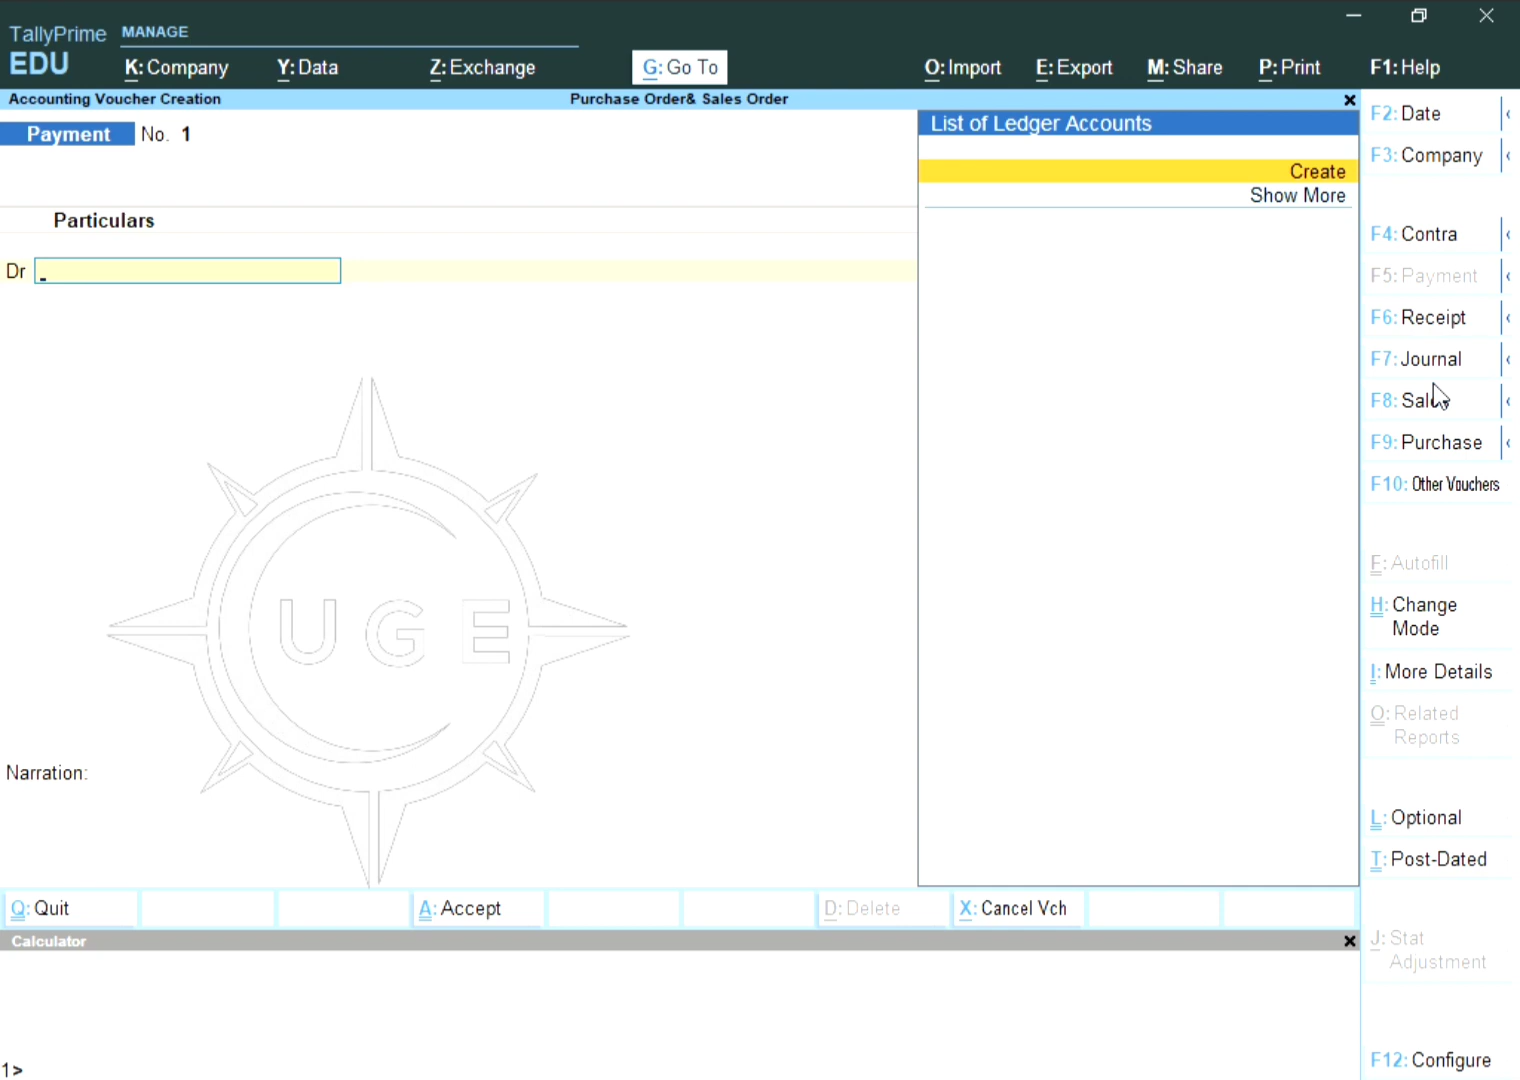 TallyPrime MANAGE
EDU K: Company Y: Data Z: Exchange G: Go To O: Import E: Export M: Share P: Print F1: Help
Accounting Voucher Creation Purchase Order& Sales Order
Payment No. 1
Particulars
Dr
List of Ledger Accounts
Create
Show More
F2: Date
F3: Company
F4: Contra
F5: Payment
F6: Receipt
F7: Journal
F8: Sales
F9: Purchase
F10: Other Vouchers
F: Autofill
H: Change
Mode
I: More Details
O: Related
Reports
L: Optional
T: Post-Dated
J: Stat
Adjustment
F12: Configure
UGE
Narration:
Q: Quit A: Accept D: Delete X: Cancel Vch
Calculator
1>